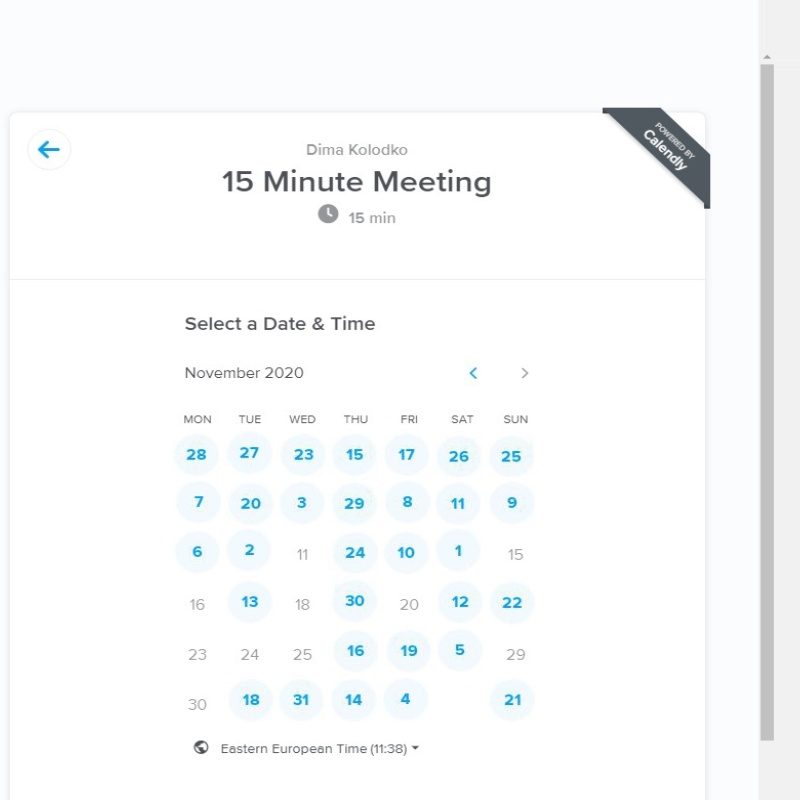 POWERED BY
Calendly
Dima Kolodko
15 Minute Meeting
15 min
Select a Date & Time
November 2020
MON TUE WED THU FRI SAT SUN
28 27 23 15 17 26 25
7 20 3 29 8 11 9
6 2 11 24 10 1 15
16 13 18 30 20 12 22
23 24 25 16 19 5 29
30 18 31 14 4 21
Eastern European Time (11:38)